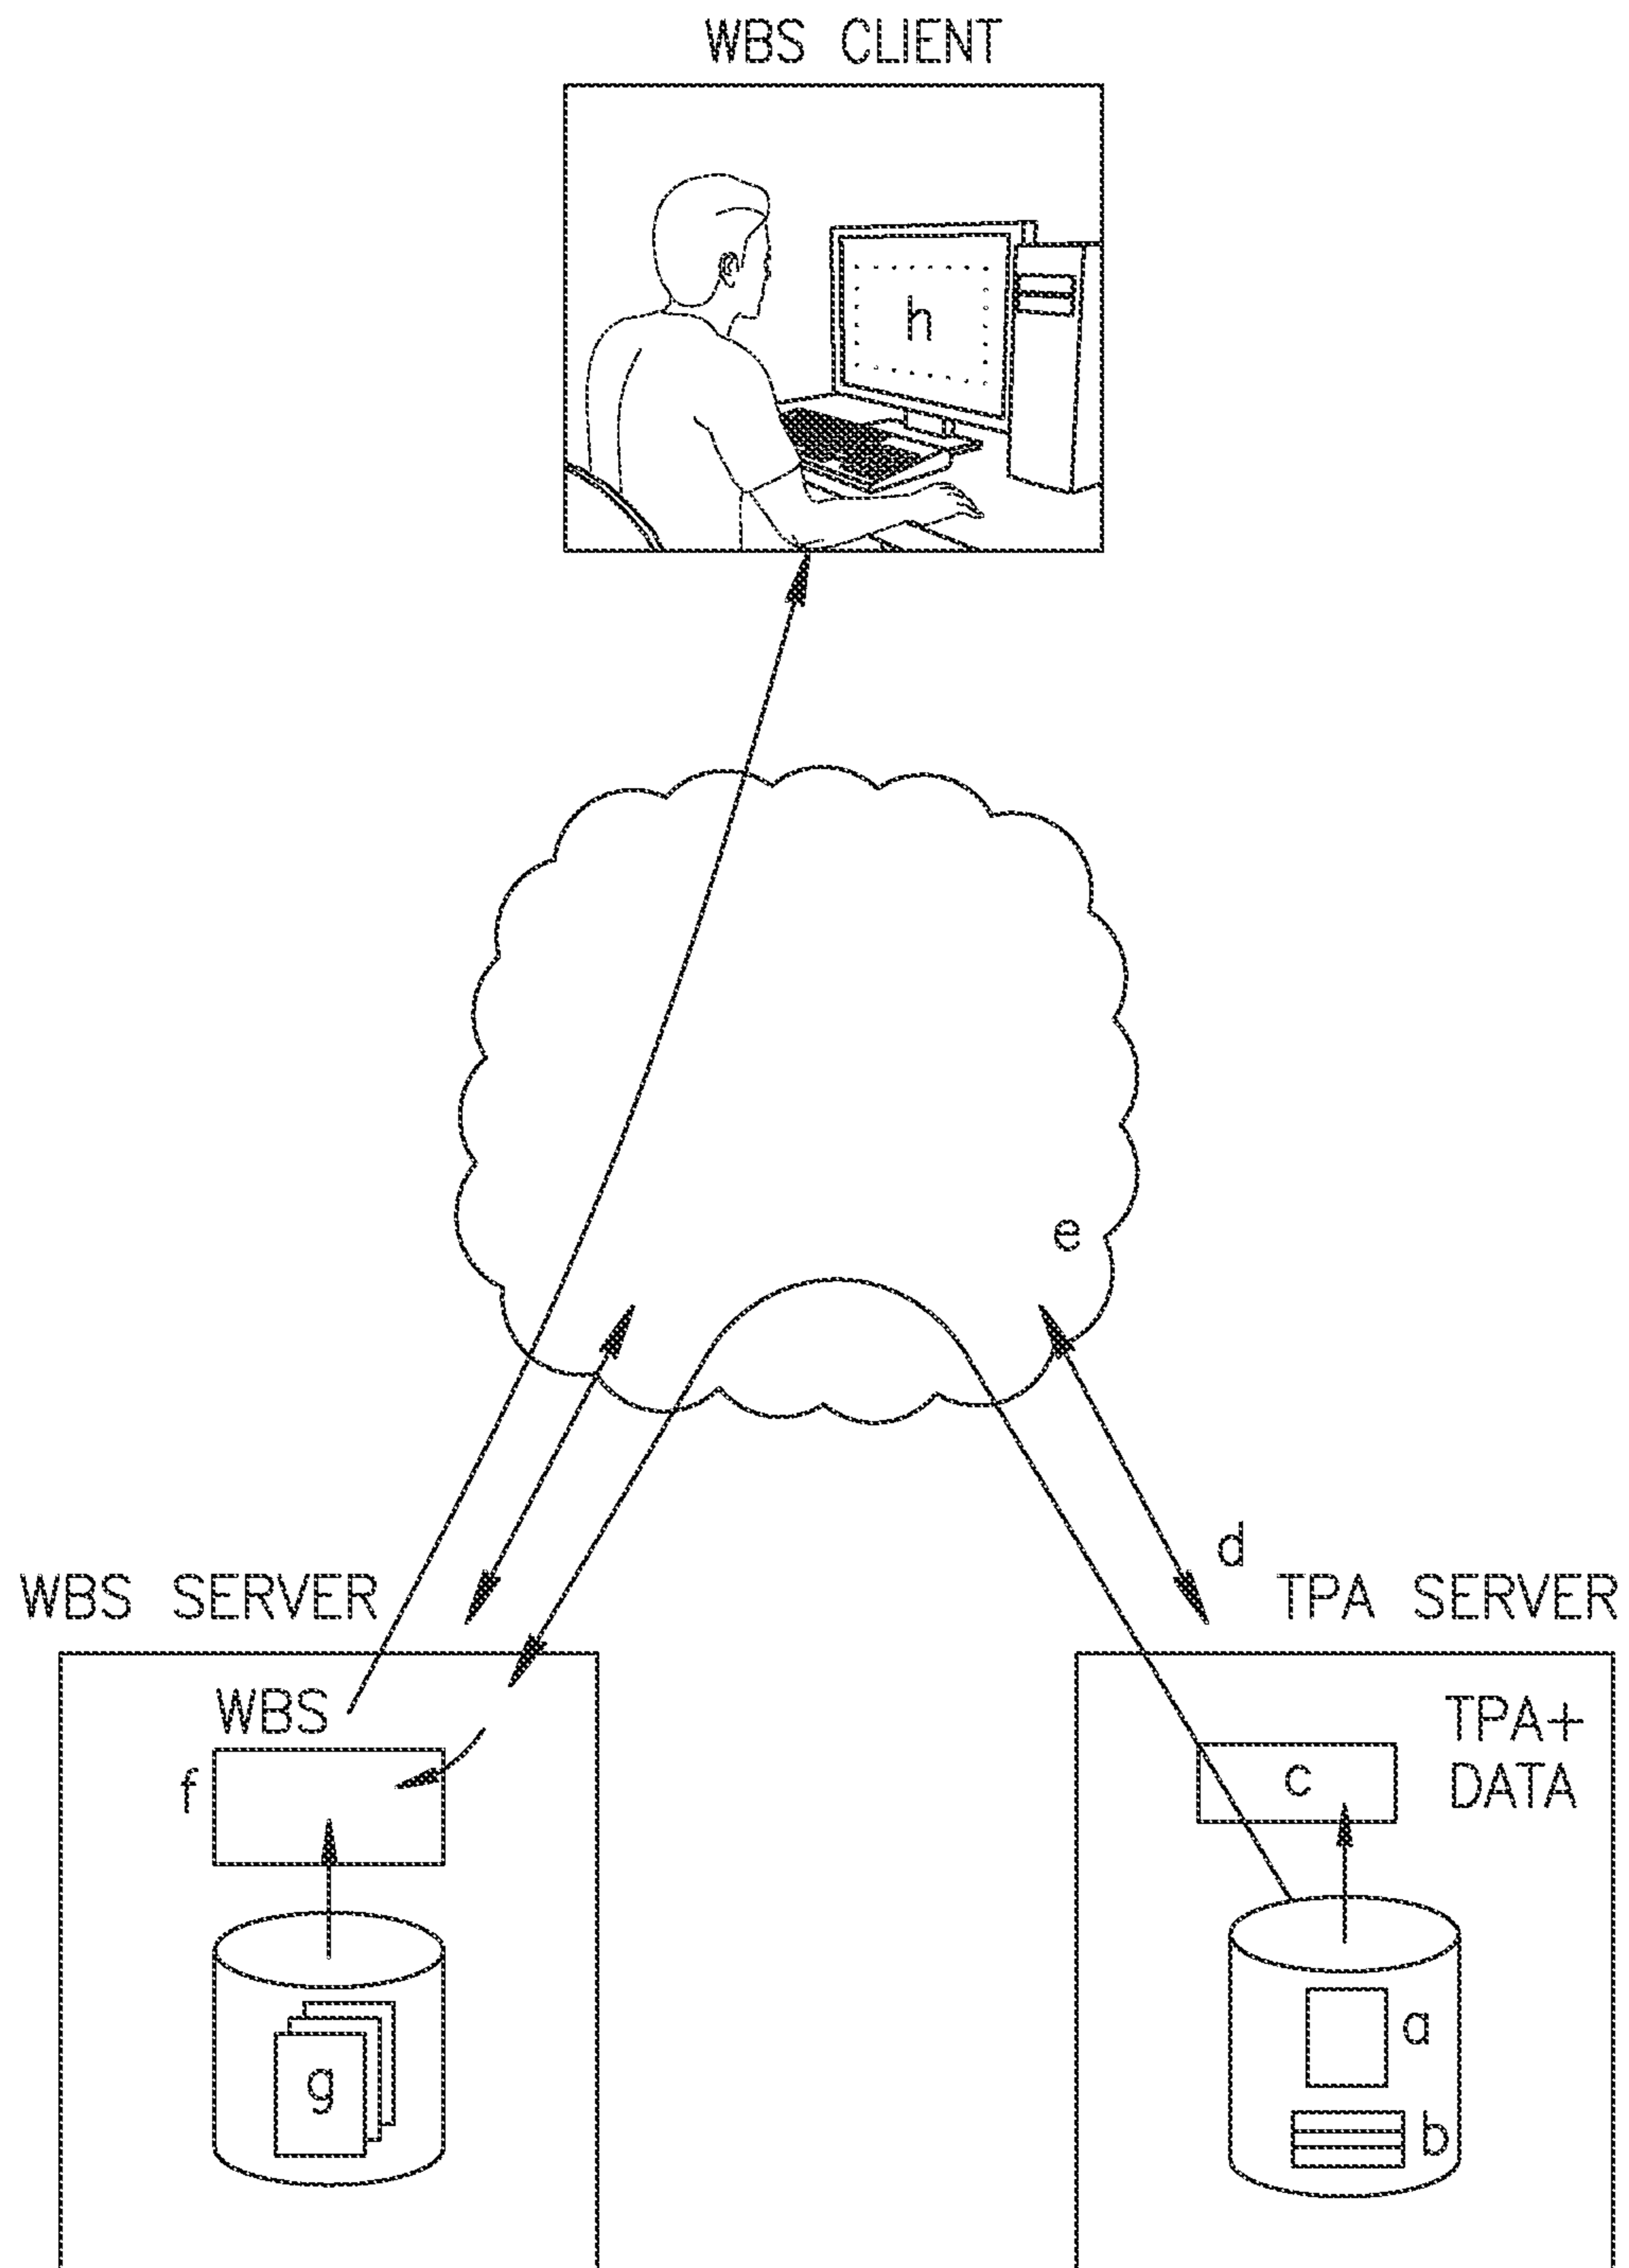 WBS CLIENT
h
e
d
WBS SERVER
TPA SERVER
WBS
TPA+
DATA
f
c
g
a
b